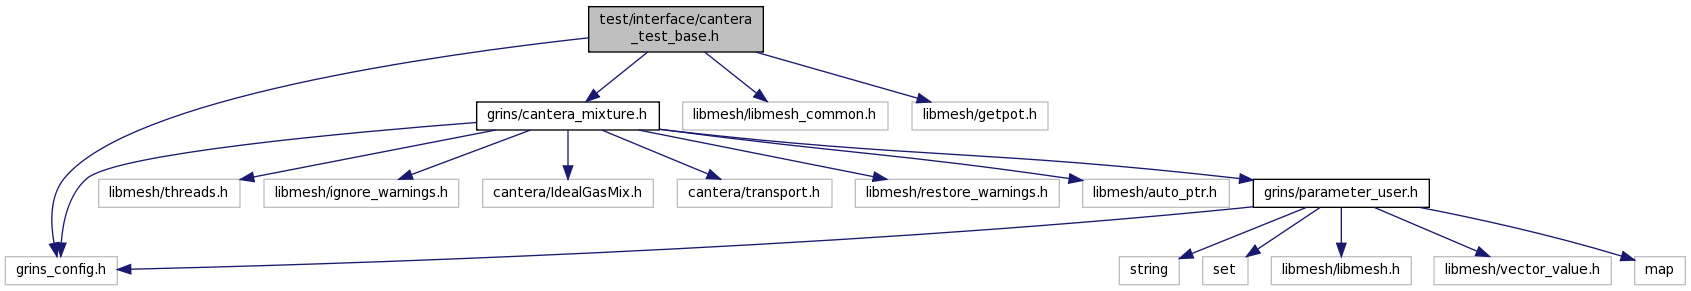 test/interface/cantera
_test_base.h
grins/cantera_mixture.h
libmesh/libmesh_common.h
libmesh/getpot.h
libmesh/threads.h
libmesh/ignore_warnings.h
cantera/IdealGasMix.h
cantera/transport.h
libmesh/restore_warnings.h
libmesh/auto_ptr.h
grins/parameter_user.h
grins_config.h
string
set
libmesh/libmesh.h
libmesh/vector_value.h
map